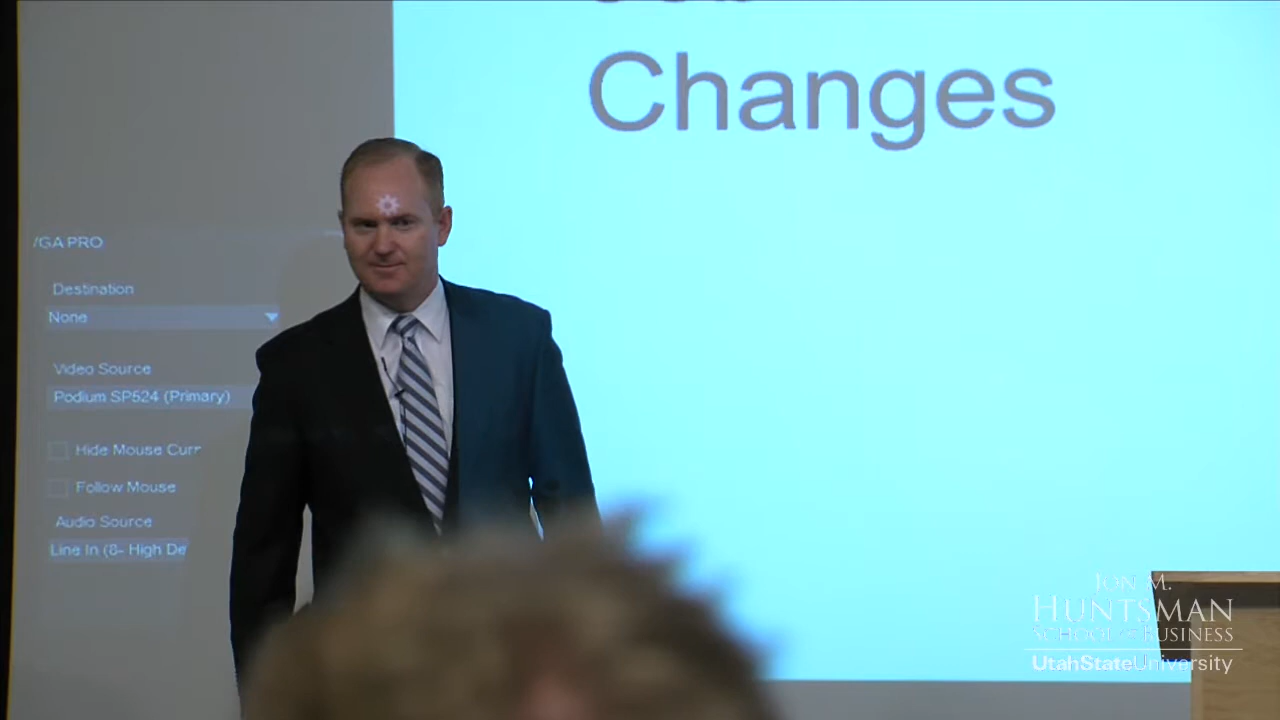 Changes
/GA PRO
Destination
None
Video Source
Podium SP524 (Primary)
Hide Mouse Curr
Follow Mouse
Audio Source
Line In (8- High De
JON M.
HUNTSMAN
SCHOOL OF BUSINESS
UtahStateUniversity